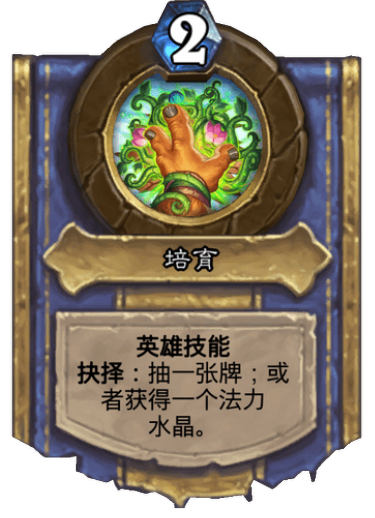 2
培育
英雄技能
抉择：抽一张牌；或
者获得一个法力
水晶。